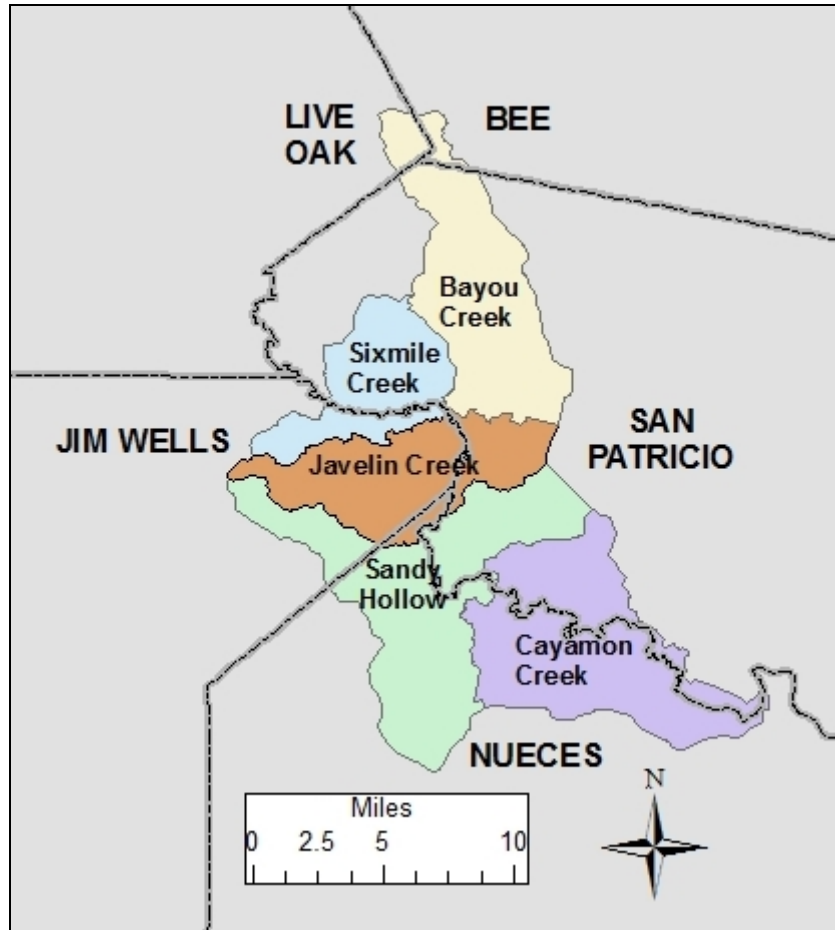 LIVE
OAK
BEE
Bayou
Creek
Sixmile
Creek
JIM WELLS
SAN
PATRICIO
Javelin Creek
Sandy
Hollow
Cayamon
Creek
NUECES
Miles
0 2.5 5 10
N